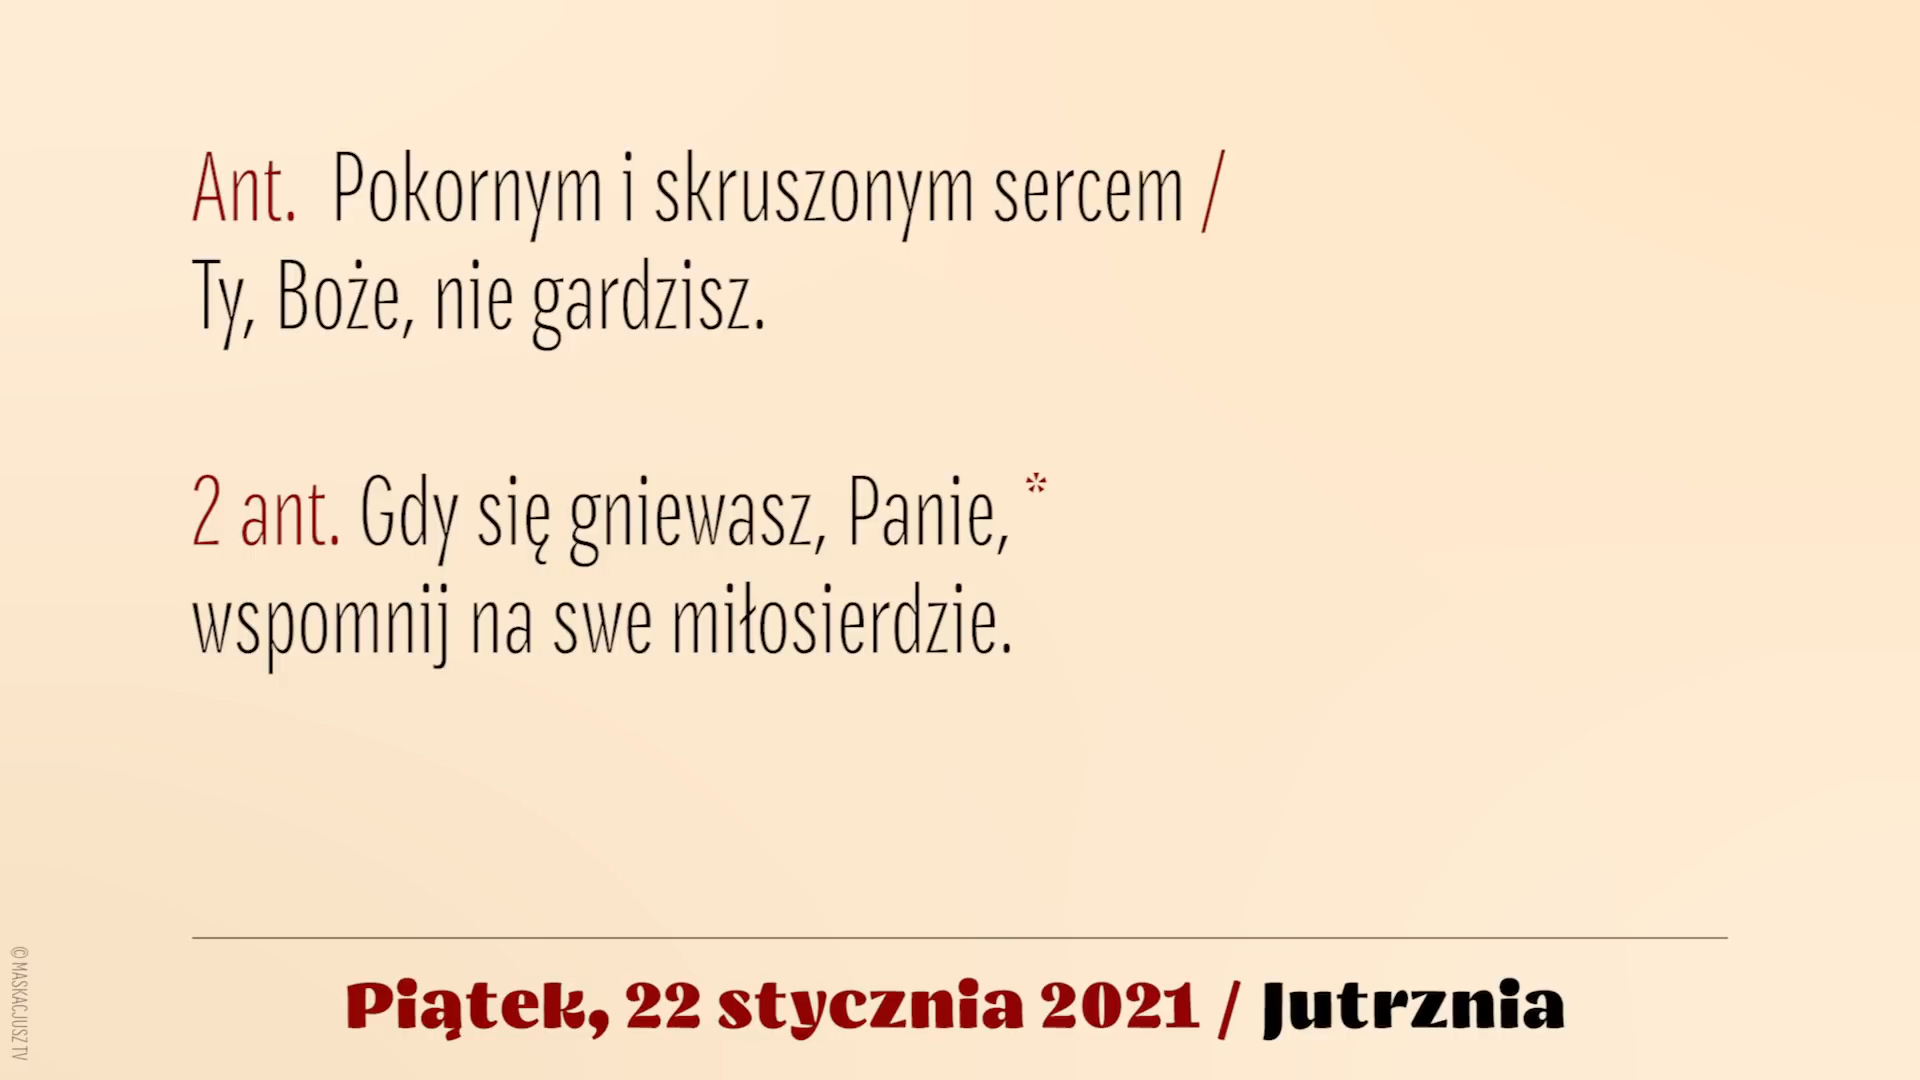 Ant. Pokornym i skruszonym sercem /
Ty, Boże, nie gardzisz.
2 ant. Gdy się gniewasz, Panie, *
wspomnij na swe miłosierdzie.
Piątek, 22 stycznia 2021 / Jutrznia
© MASKACJUSZ TV